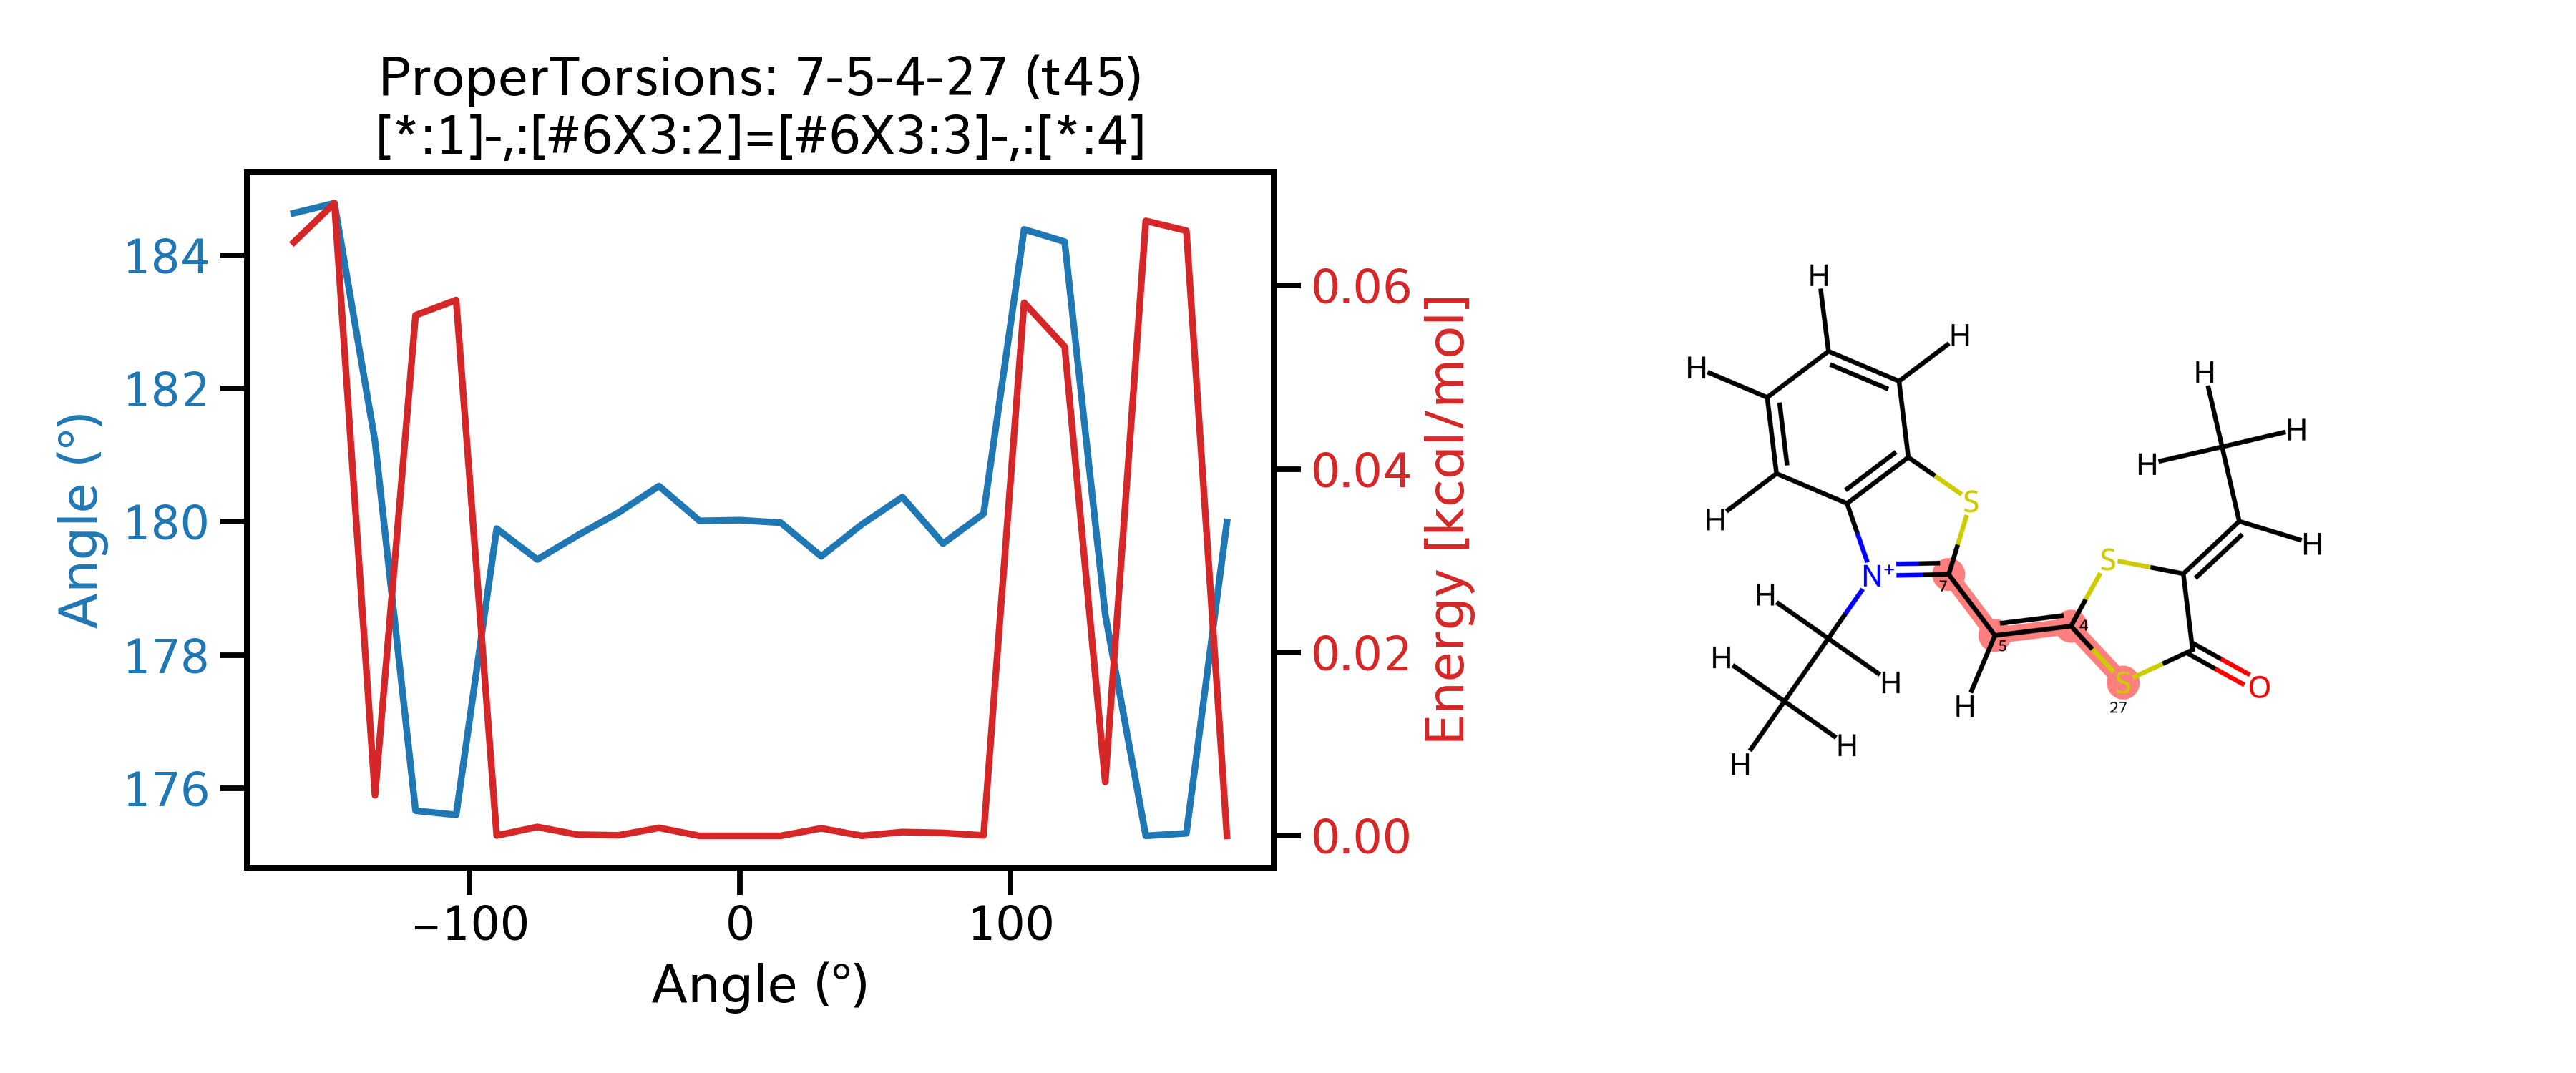 ProperTorsions: 7-5-4-27 (t45)
[*:1]-,:[#6X3:2]=[#6X3:3]-,:[*:4]
184
182
180
178
176
Angle (°)
−100
0
100
Angle (°)
0.06
0.04
0.02
0.00
Energy [kcal/mol]
H
H
H
H
H
H
H
S
H
S
H
N⁺
7
H
4
5
H
H
S
27
O
H
H
H
H